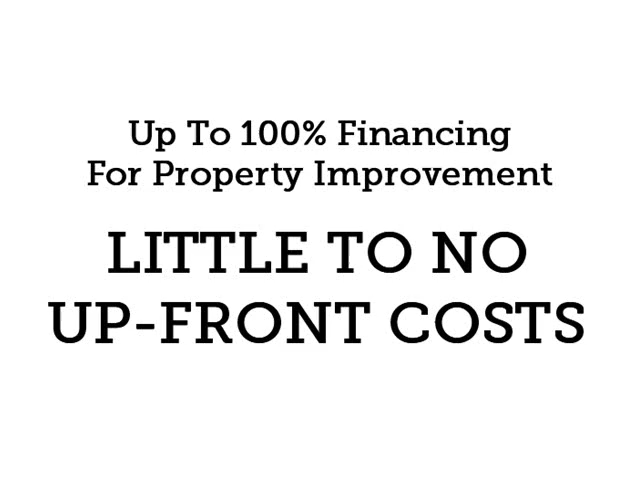 Up To 100% Financing
For Property Improvement
LITTLE TO NO
UP-FRONT COSTS